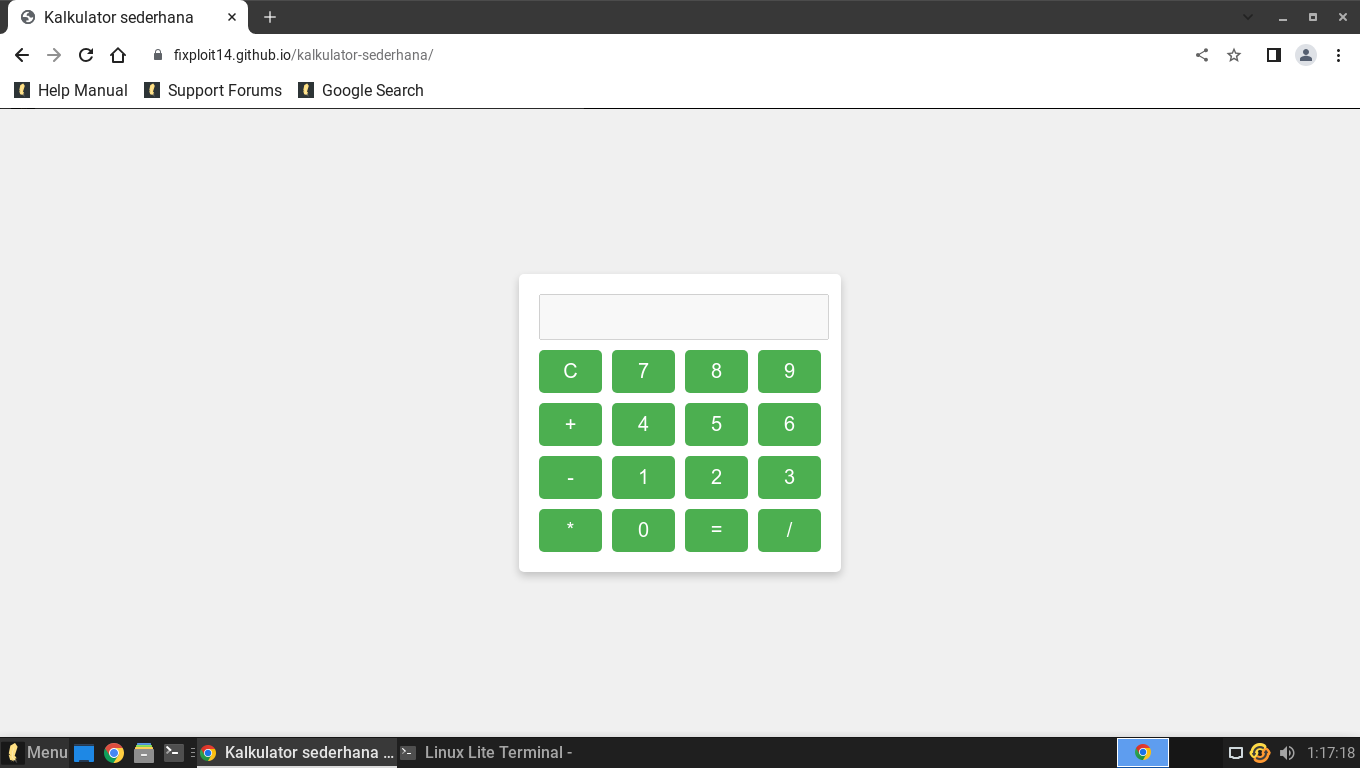 Kalkulator sederhana
fixploit14.github.io/kalkulator-sederhana/
Help Manual Support Forums Google Search
C 7 8 9
+ 4 5 6
- 1 2 3
* 0 = /
Menu Kalkulator sederhana ... Linux Lite Terminal - 1:17:18